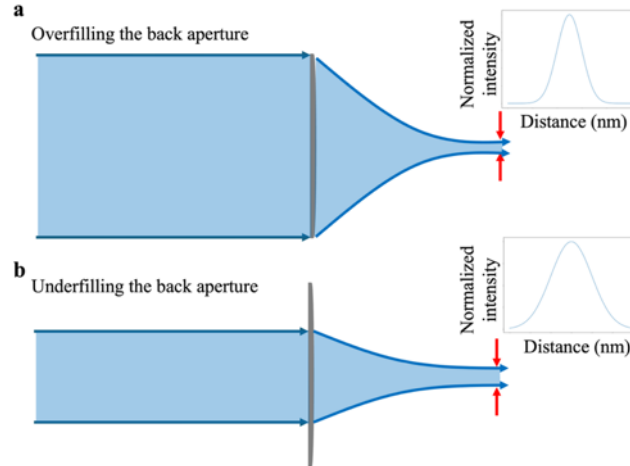 a
Overfilling the back aperture
Normalized
intensity
Distance (nm)
b
Underfilling the back aperture
Normalized
intensity
Distance (nm)